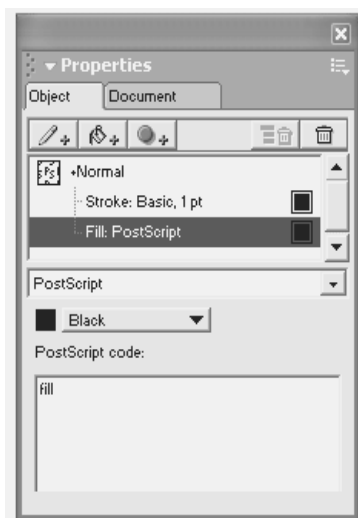 Properties
Object Document
+Normal
Stroke: Basic, 1 pt
Fill: PostScript
PostScript
Black
PostScript code:
fill